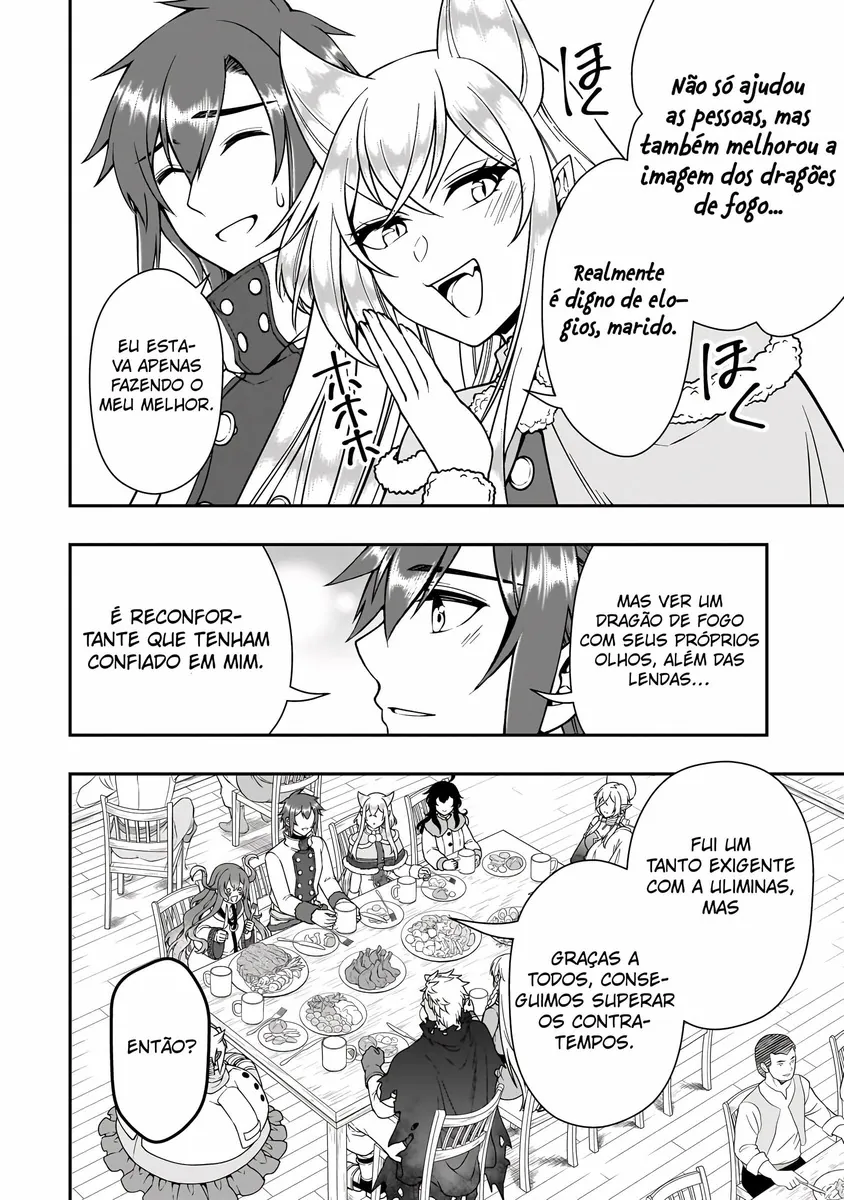 Não só ajudou
as pessoas, mas
também melhorou a
imagem dos dragões
de fogo...
Realmente
é digno de elo-
gios, marido.
ほく
ほく
ホホホ
Eu esta-
va apenas
fazendo o
meu melhor.
Mas ver um
dragão de fogo
com seus próprios
olhos, além das
lendas...
É reconfor-
tante que tenham
confiado em mim.
Fui um
tanto exigente
com a Uliminas,
mas
Graças a
todos, conse-
guimos superar
os contra-
tempos.
Então?